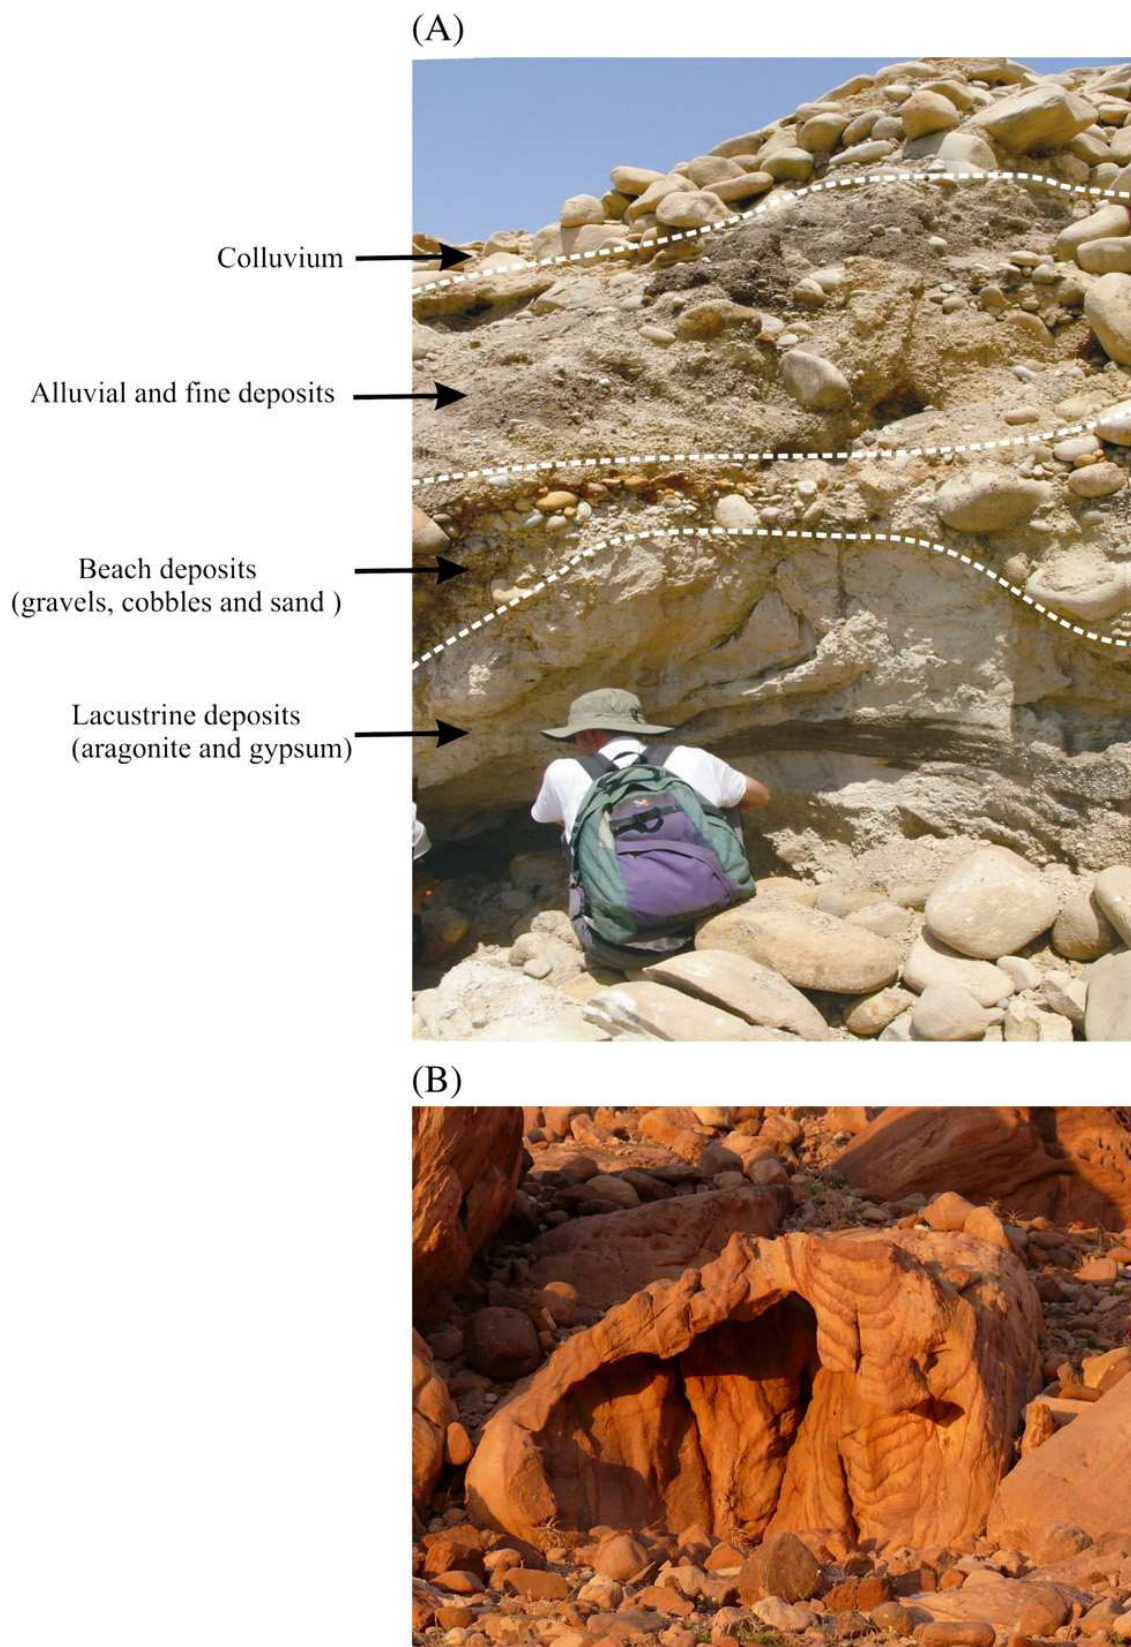 (A)
Colluvium
Alluvial and fine deposits
Beach deposits
(gravels, cobbles and sand )
Lacustrine deposits
(aragonite and gypsum)
(B)